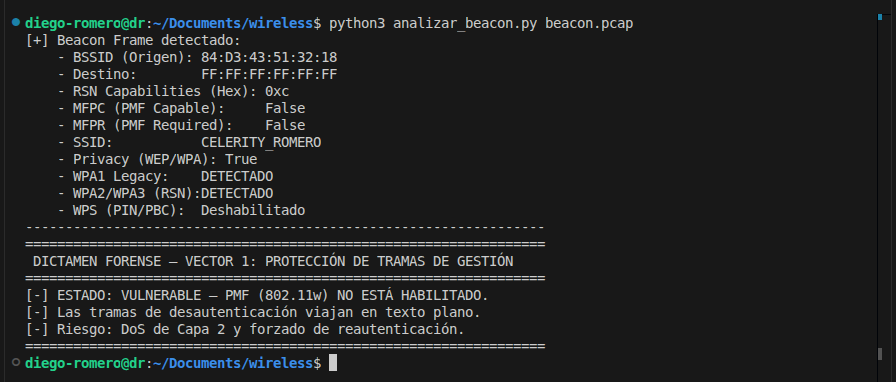 diego-romero@dr:~/Documents/wireless$ python3 analizar_beacon.py beacon.pcap
[+] Beacon Frame detectado:
    - BSSID (Origen): 84:D3:43:51:32:18
    - Destino:        FF:FF:FF:FF:FF:FF
    - RSN Capabilities (Hex): 0xc
    - MFPC (PMF Capable):     False
    - MFPR (PMF Required):    False
    - SSID:           CELERITY_ROMERO
    - Privacy (WEP/WPA): True
    - WPA1 Legacy:    DETECTADO
    - WPA2/WPA3 (RSN):DETECTADO
    - WPS (PIN/PBC):  Deshabilitado
-----------------------------------------------------------------
=================================================================
 DICTAMEN FORENSE – VECTOR 1: PROTECCIÓN DE TRAMAS DE GESTIÓN
=================================================================
[-] ESTADO: VULNERABLE – PMF (802.11w) NO ESTÁ HABILITADO.
[-] Las tramas de desautenticación viajan en texto plano.
[-] Riesgo: DoS de Capa 2 y forzado de reautenticación.
=================================================================
diego-romero@dr:~/Documents/wireless$